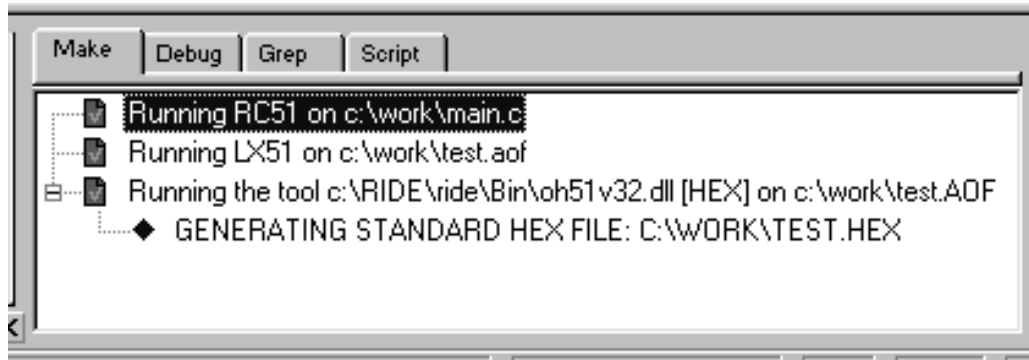 Make Debug Grep Script
Running RC51 on c:\work\main.c
Running LX51 on c:\work\test.aof
Running the tool c:\RIDE\ride\Bin\oh51v32.dll [HEX] on c:\work\test.AOF
GENERATING STANDARD HEX FILE: C:\WORK\TEST.HEX